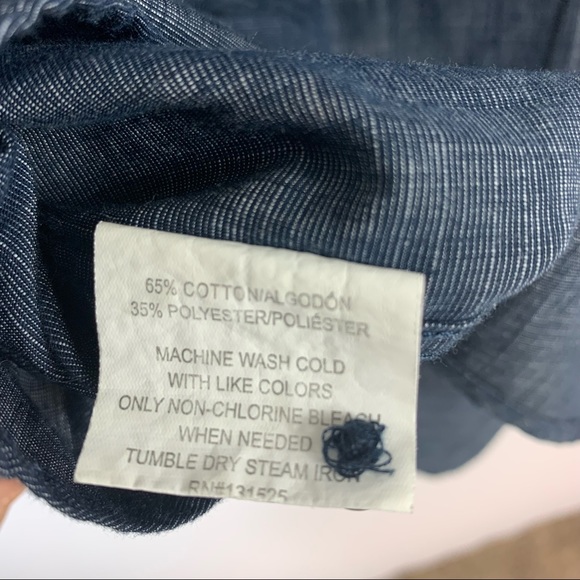 65% COTTON/ALGODÓN
35% POLYESTER/POLIÉSTER
MACHINE WASH COLD
WITH LIKE COLORS
ONLY NON-CHLORINE BLEACH
WHEN NEEDED
TUMBLE DRY STEAM IRON
RN#131525